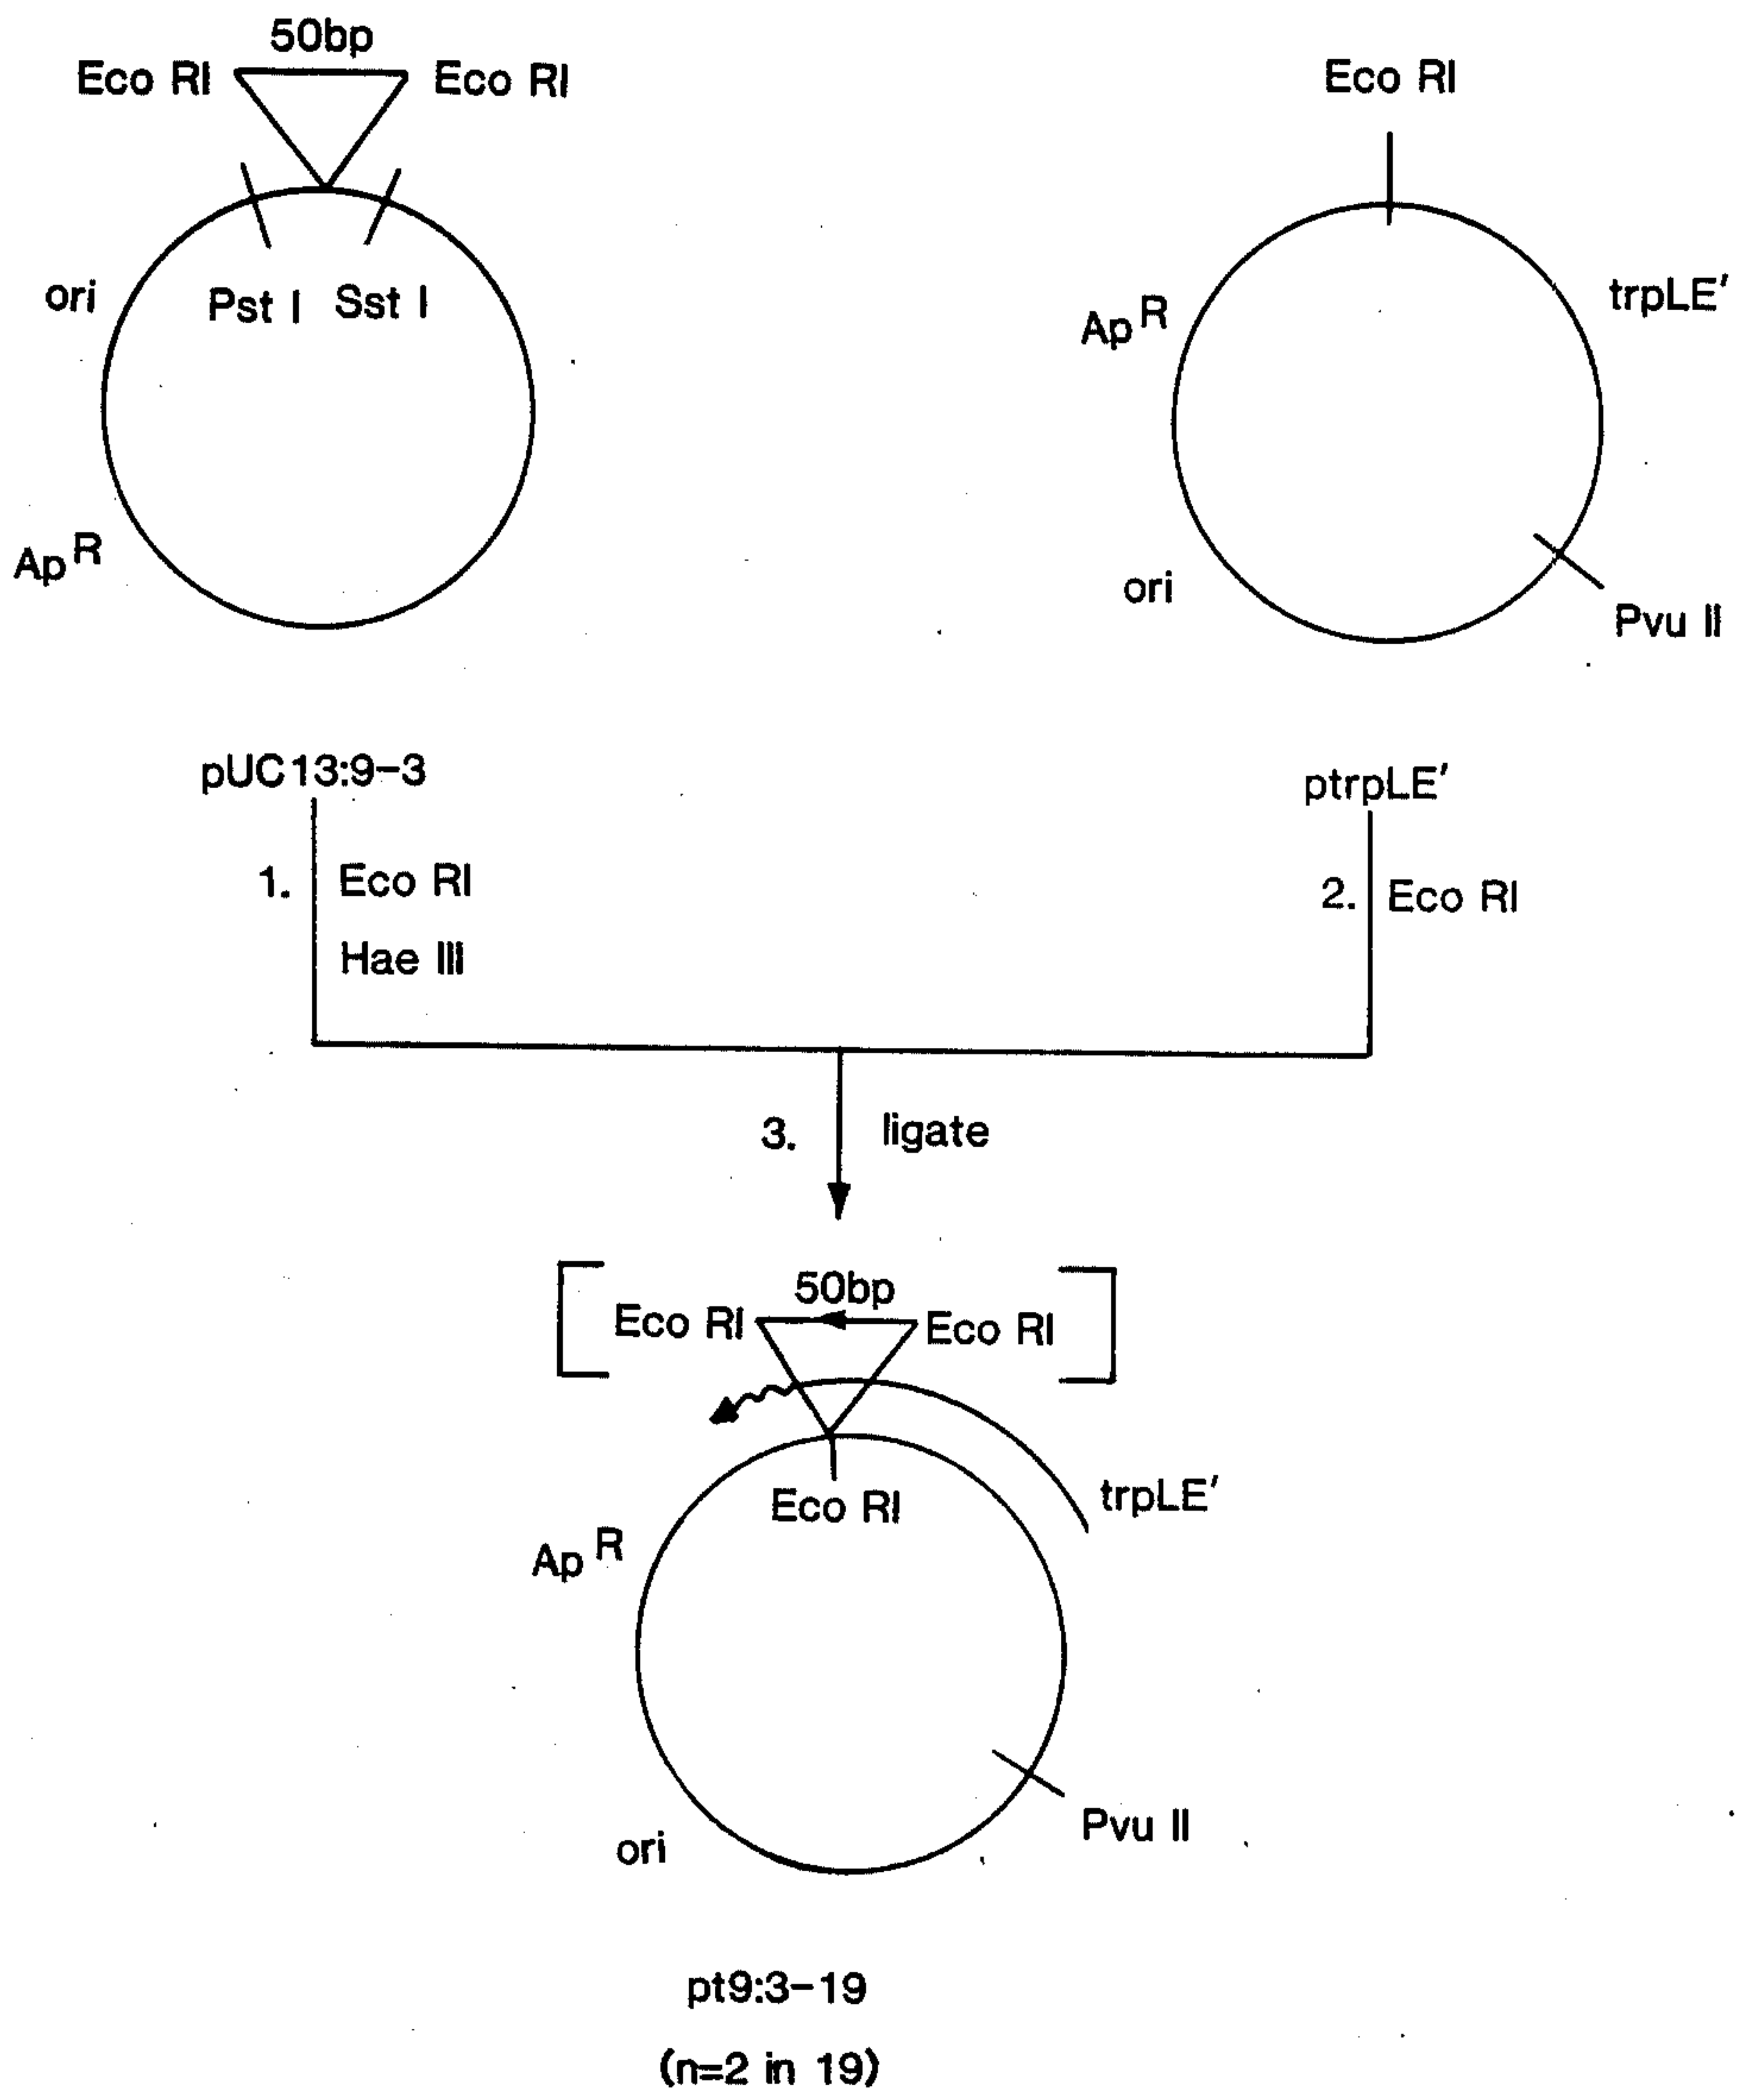 50bp
Eco RI Eco RI
Eco RI
ori
Pst I Sst I
Ap R
trpLE′
Ap R
ori
Pvu II
pUC13:9-3
ptrpLE′
1. Eco RI
Hae III
2. Eco RI
3. ligate
50bp
Eco RI Eco RI
Eco RI
trpLE′
Ap R
Pvu II
ori
pt9:3-19
(n=2 in 19)